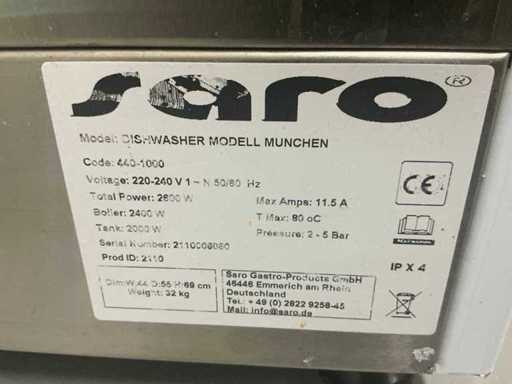 saro®
Model: DISHWASHER MODELL MUNCHEN
Code: 440-1000
Voltage: 220-240 V 1 ~ N 50/60 Hz
Total Power: 2600 W
Max Amps: 11.5 A
Boiler: 2400 W
T Max: 80 oC
Tank: 2000 W
Pressure: 2 - 5 Bar
Serial Number: 2110006080
Prod ID: 2110
CE
IP X 4
Dim:W:44 D:55 H:69 cm
Weight: 32 kg
Saro Gastro-Products GmbH
46446 Emmerich am Rhein
Deutschland
Tel.: + 49 (0) 2822 9258-45
Mail: info@saro.de